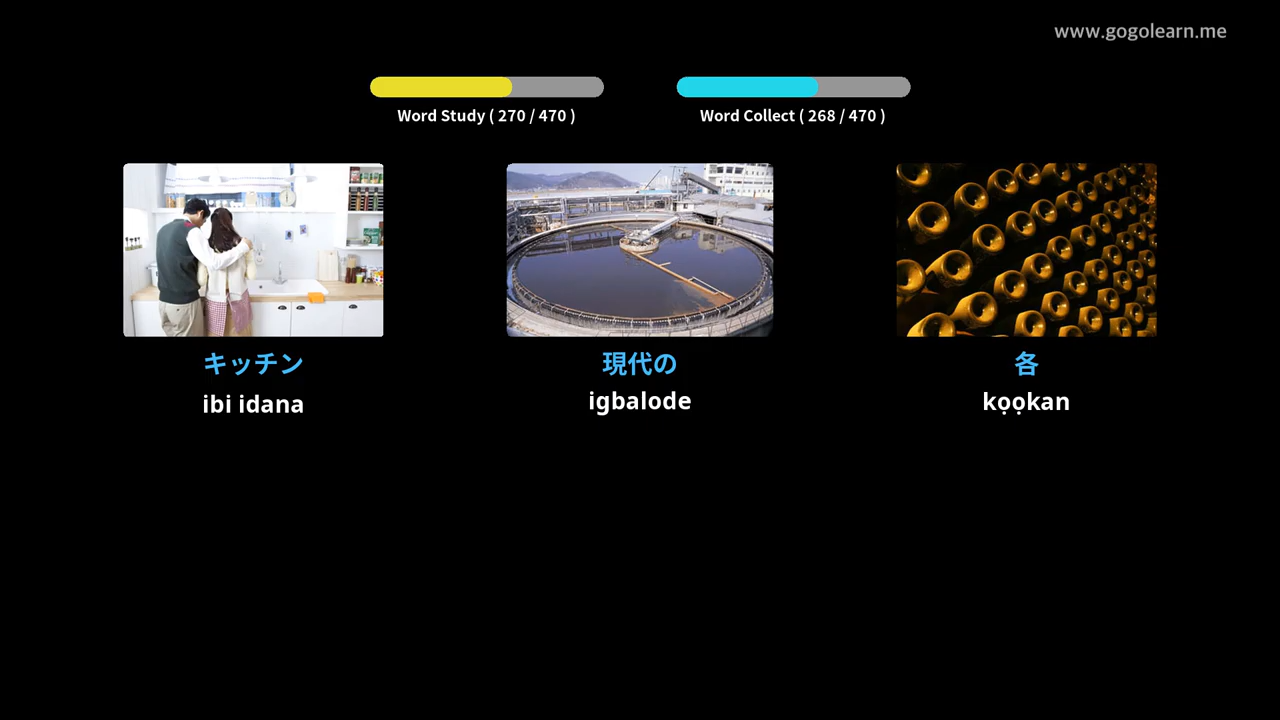 www.gogolearn.me
Word Study ( 270 / 470 )
Word Collect ( 268 / 470 )
キッチン
ibi idana
現代の
igbalode
各
kọọkan